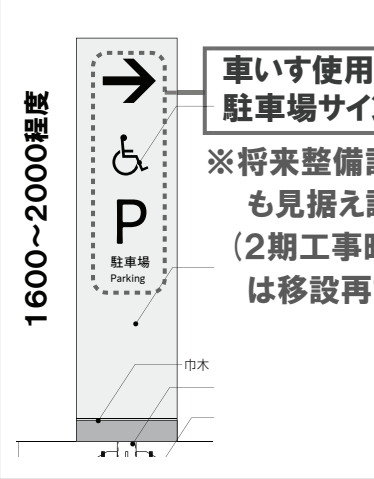 車いす使用
駐車場サイ
※将来整備
も見据え
(2期工事
は移設再
1600～2000程度
P
駐車場
Parking
巾木